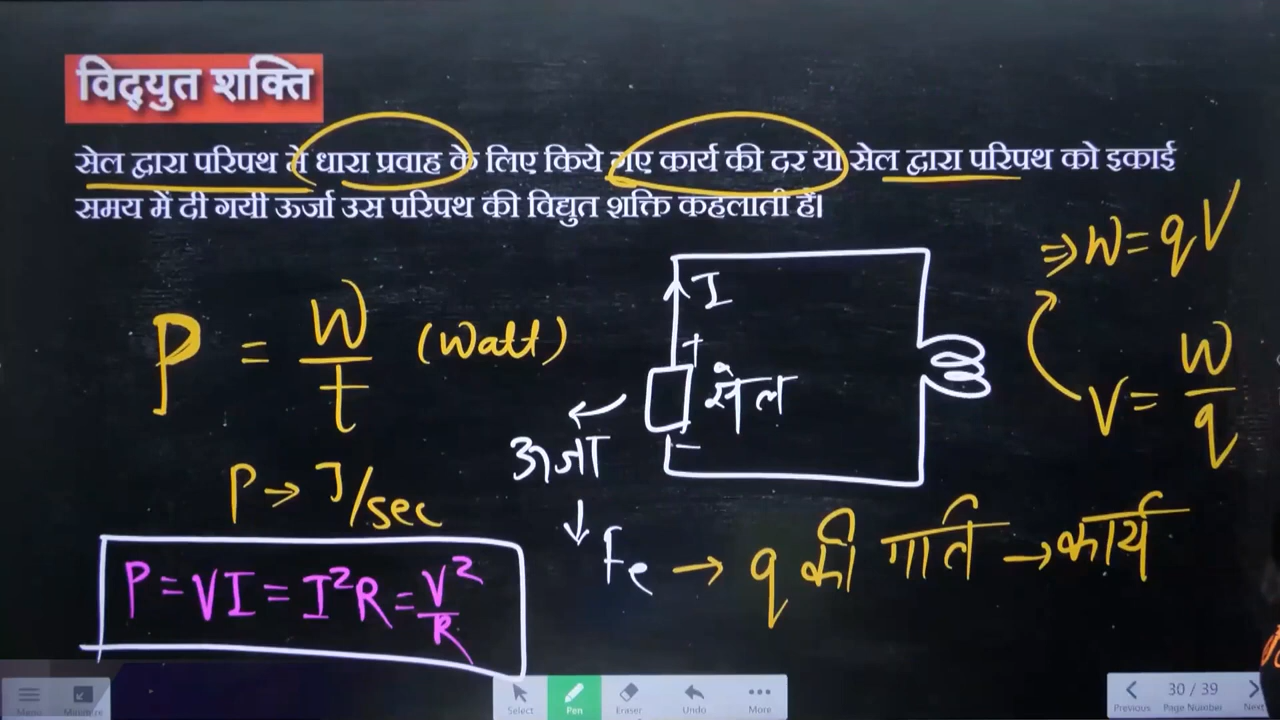 विद्युत शक्ति
सेल द्वारा परिपथ में धारा प्रवाह के लिए किये गए कार्य की दर या सेल द्वारा परिपथ को इकाई
समय में दी गयी ऊर्जा उस परिपथ की विद्युत शक्ति कहलाती हैं।
⇒ W = qV
I
P = W/t (Watt)
+
सेल
-
V = W/q
ऊर्जा
P → J/sec
Fe → q की गति → कार्य
P = VI = I²R = V²/R
Menu
Select
Pen
Eraser
Undo
More
Previous
30 / 39
Page Number
Next